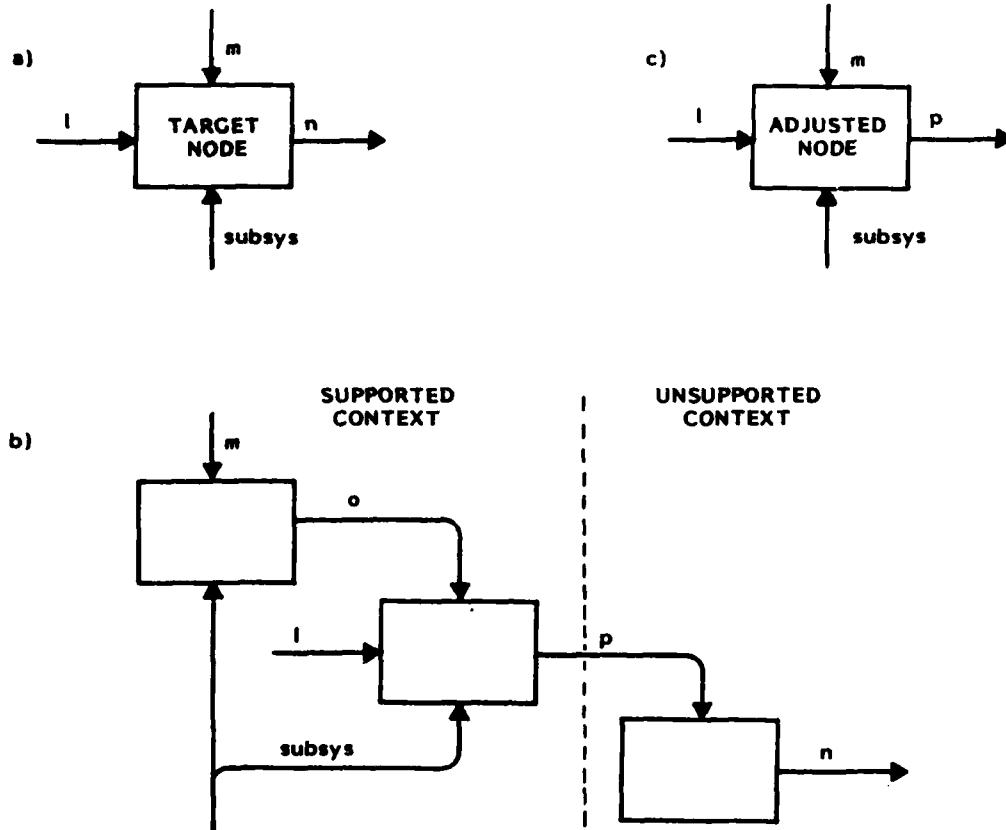 a)
m
l
TARGET
NODE
n
subsys
c)
m
l
ADJUSTED
NODE
p
subsys
SUPPORTED
CONTEXT
UNSUPPORTED
CONTEXT
b)
m
o
l
p
subsys
n